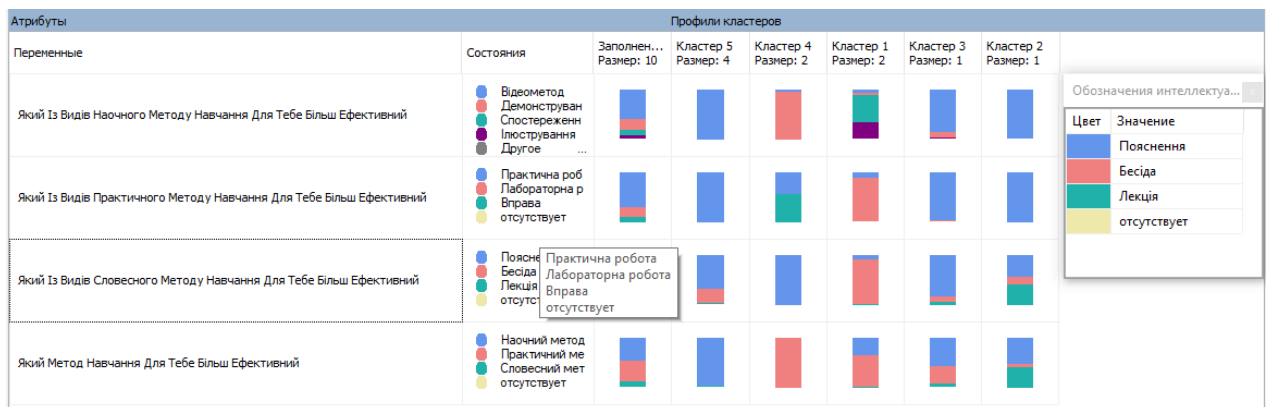 Атрибуты
Профили кластеров
Переменные
Состояния
Заполнен...
Размер: 10
Кластер 5
Размер: 4
Кластер 4
Размер: 2
Кластер 1
Размер: 2
Кластер 3
Размер: 1
Кластер 2
Размер: 1
Який Із Видів Наочного Методу Навчання Для Тебе Більш Ефективний
Відеометод
Демонструван
Спостереженн
Ілюстрування
Другое ...
Який Із Видів Практичного Методу Навчання Для Тебе Більш Ефективний
Практична роб
Лабораторна р
Вправа
отсутствует
Який Із Видів Словесного Методу Навчання Для Тебе Більш Ефективний
Поясне
Бесіда
Лекція
отсутст
Практична робота
Лабораторна робота
Вправа
отсутствует
Який Метод Навчання Для Тебе Більш Ефективний
Наочний метод
Практичний ме
Словесний мет
отсутствует
Обозначения интеллектуа...
Цвет Значение
Пояснення
Бесіда
Лекція
отсутствует